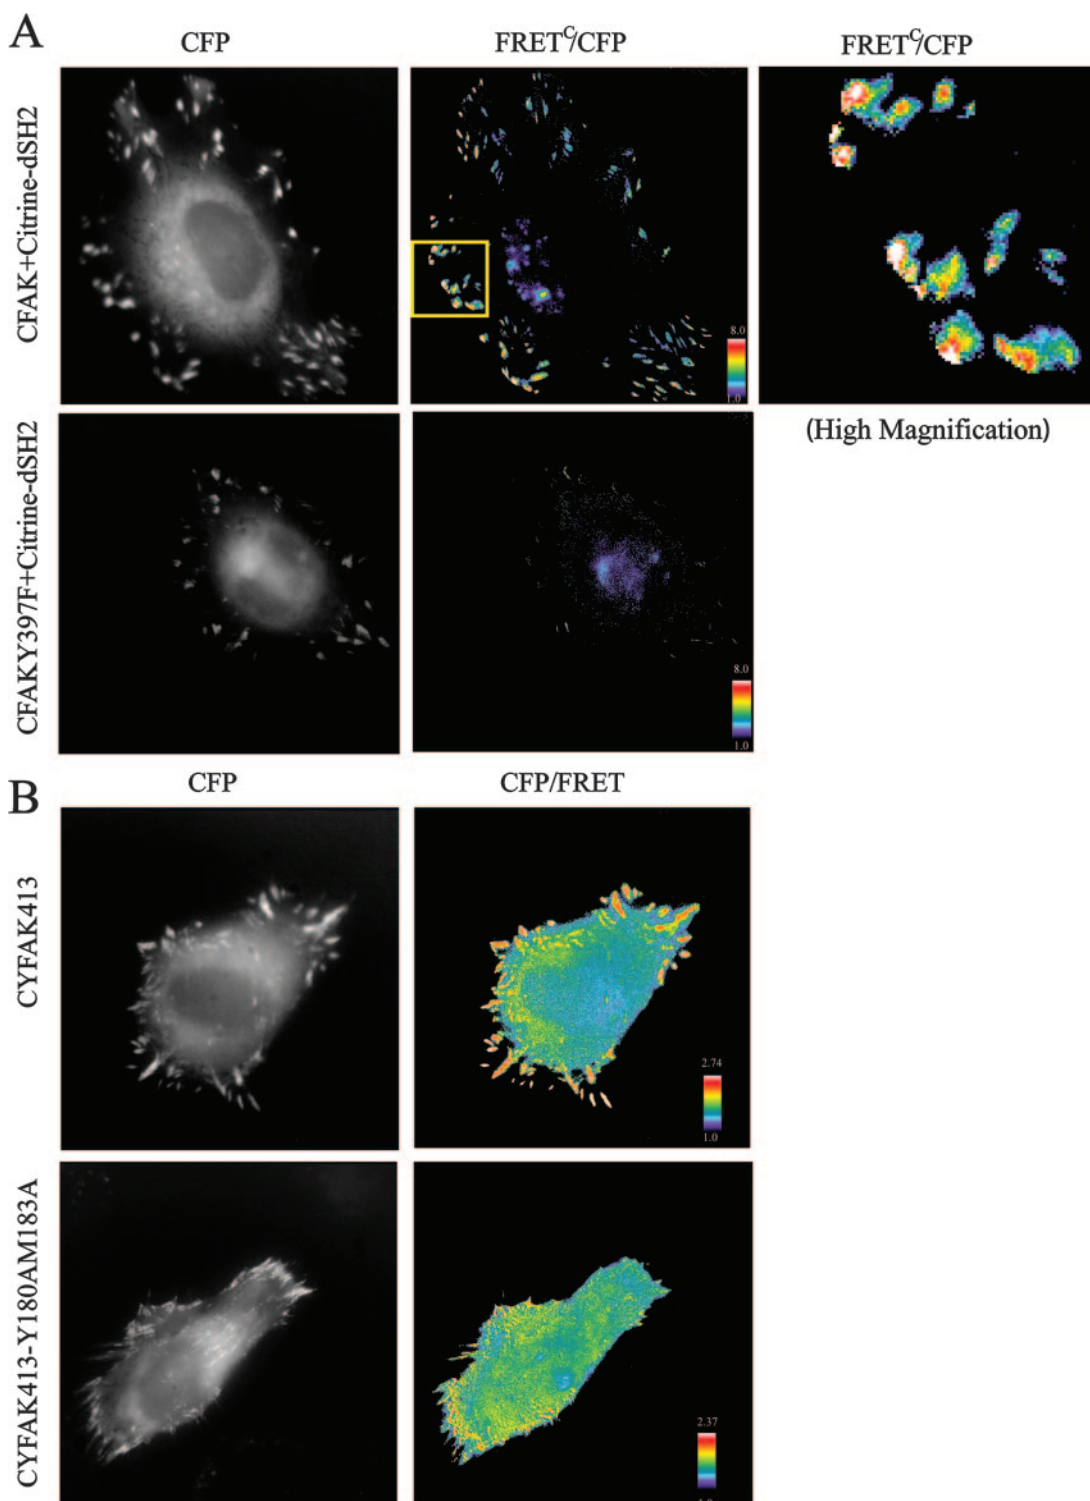 A
CFP
FRETᶜ/CFP
FRETᶜ/CFP
CFAK+Citrine-dSH2
8.0
1.0
(High Magnification)
CFAKY397F+Citrine-dSH2
8.0
1.0
B
CFP
CFP/FRET
CYFAK413
2.74
1.0
CYFAK413-Y180AM183A
2.37